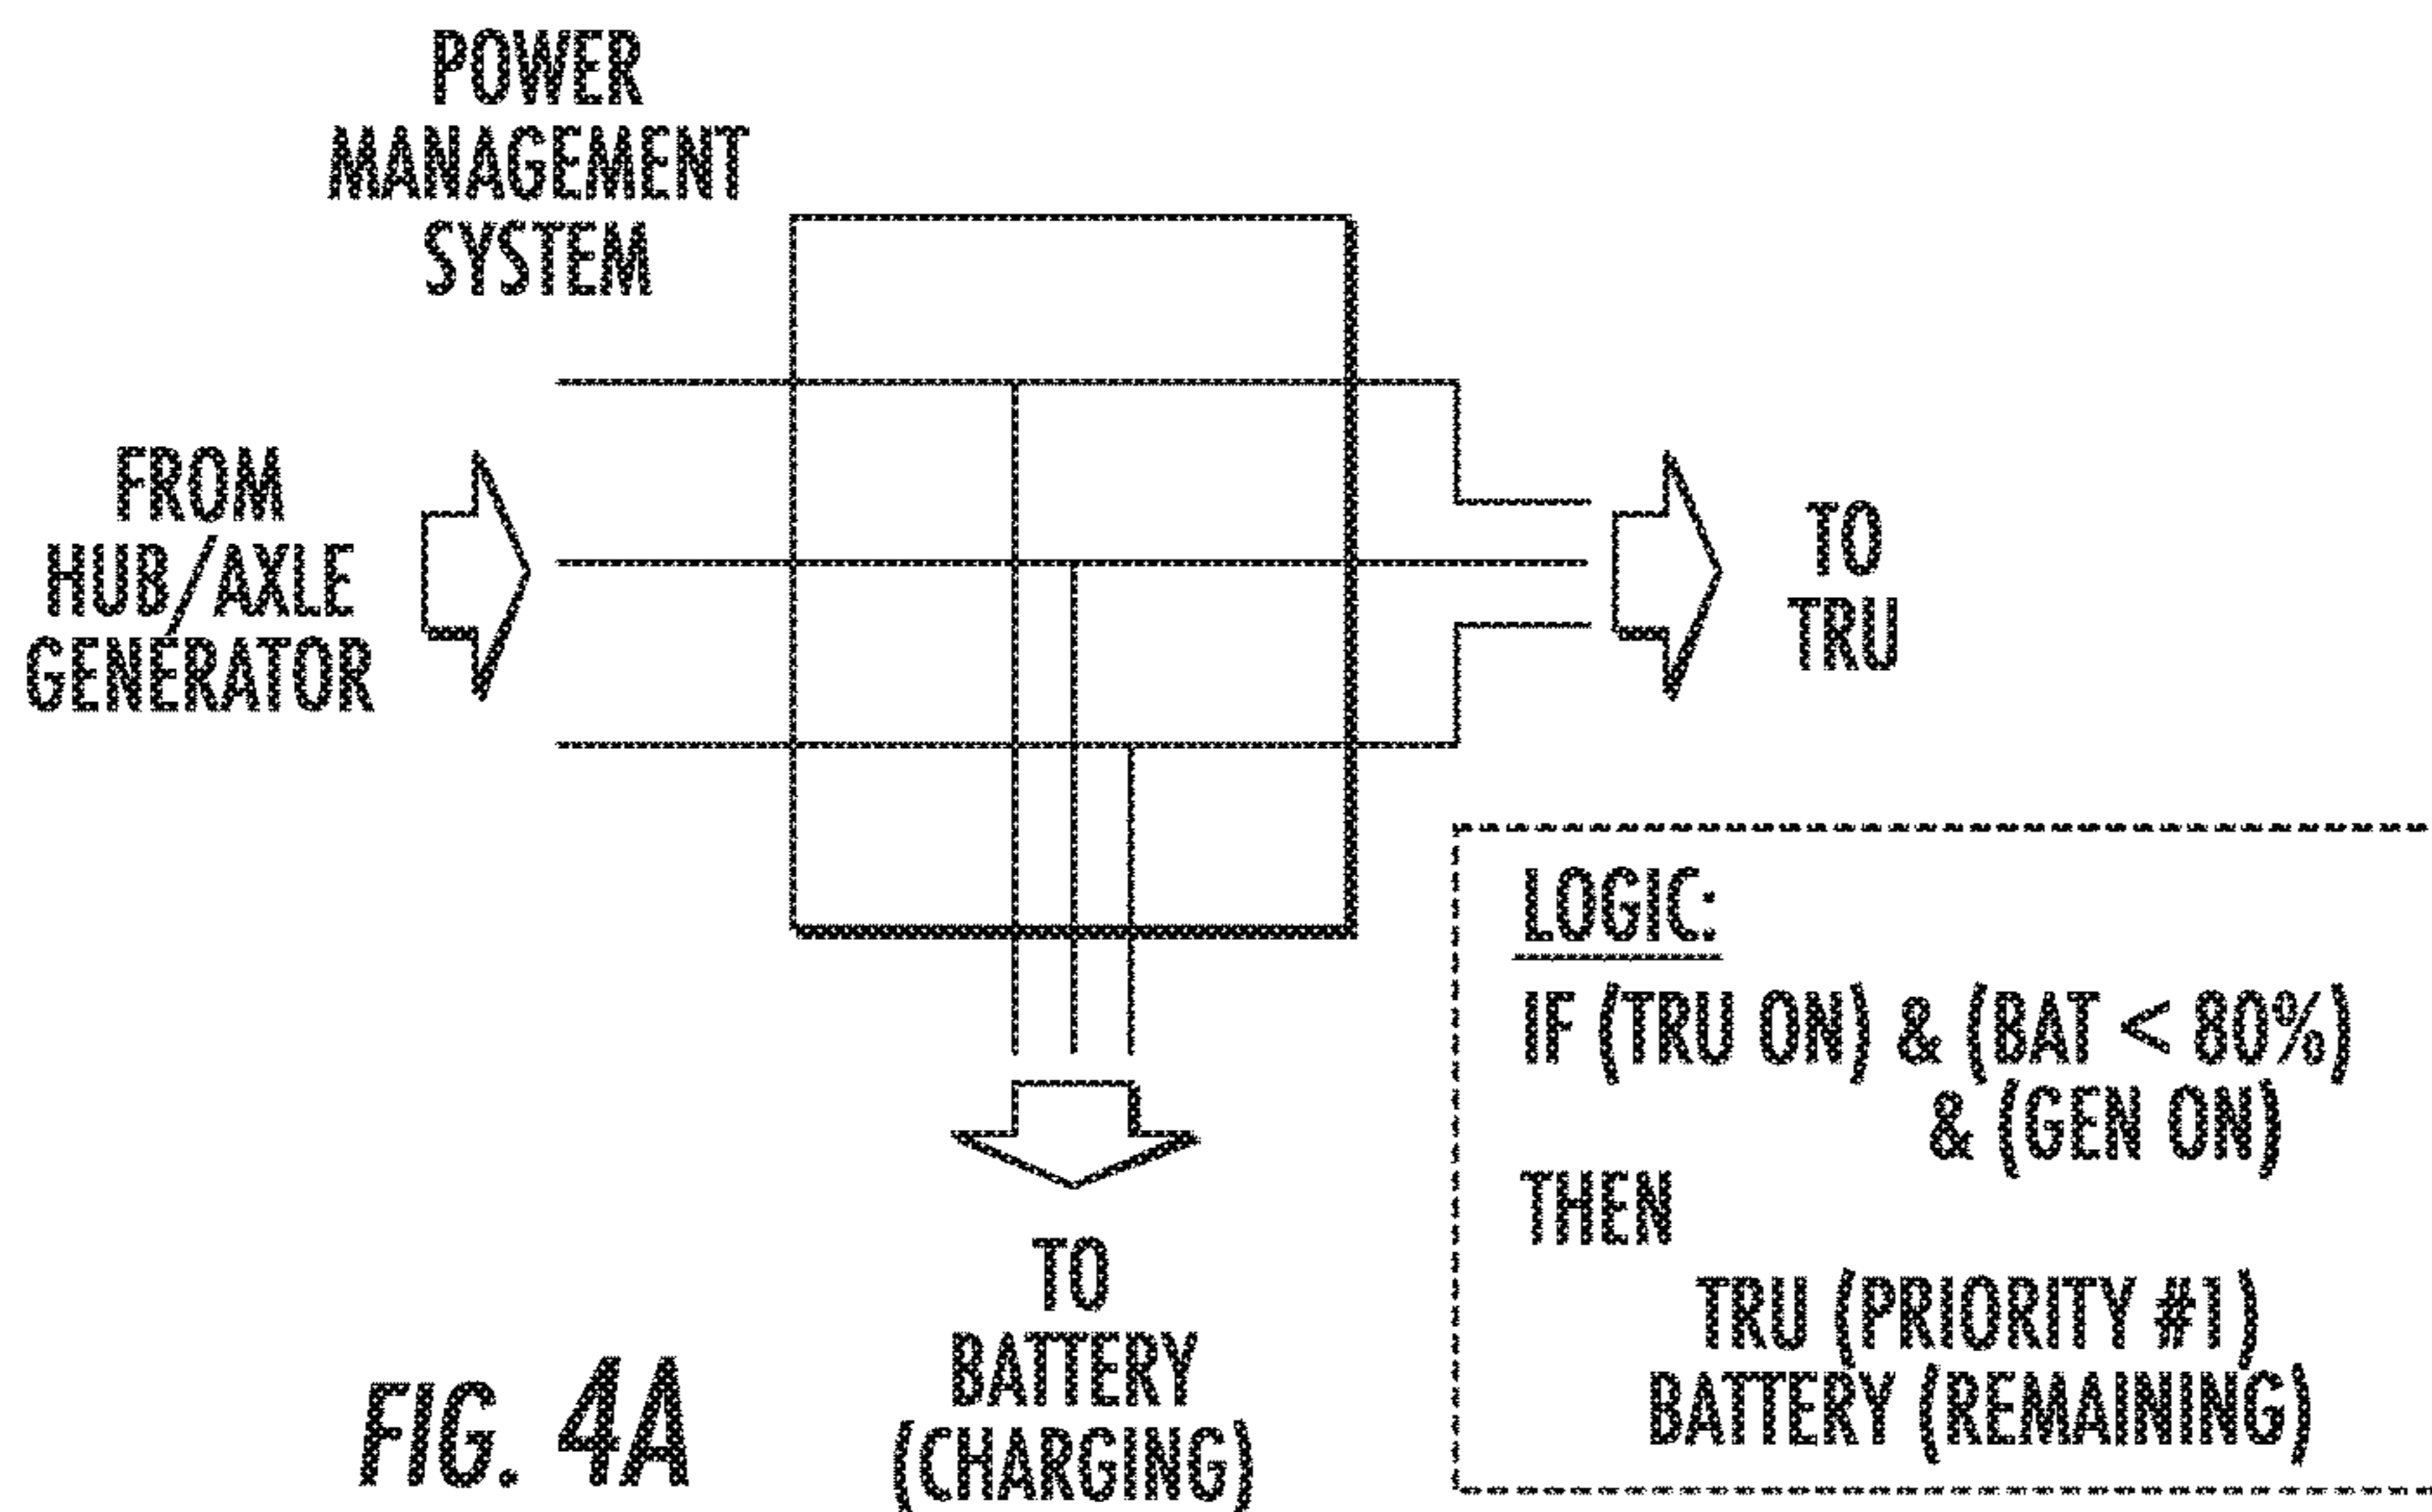 POWER
MANAGEMENT
SYSTEM
FROM
HUB/AXLE
GENERATOR
TO
TRU
LOGIC:
IF (TRU ON) & (BAT < 80%)
& (GEN ON)
THEN
TRU (PRIORITY #1)
BATTERY (REMAINING)
TO
BATTERY
(CHARGING)
FIG. 4A